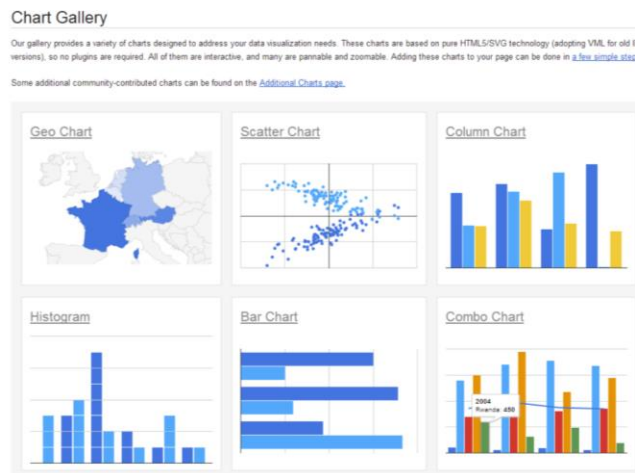 Chart Gallery
Our gallery provides a variety of charts designed to address your data visualization needs. These charts are based on pure HTML5/SVG technology (adopting VML for old I
versions), so no plugins are required. All of them are interactive, and many are pannable and zoomable. Adding these charts to your page can be done in a few simple step
Some additional community-contributed charts can be found on the Additional Charts page.
Geo Chart
Scatter Chart
Column Chart
Histogram
Bar Chart
Combo Chart
2004
Rwanda: 490